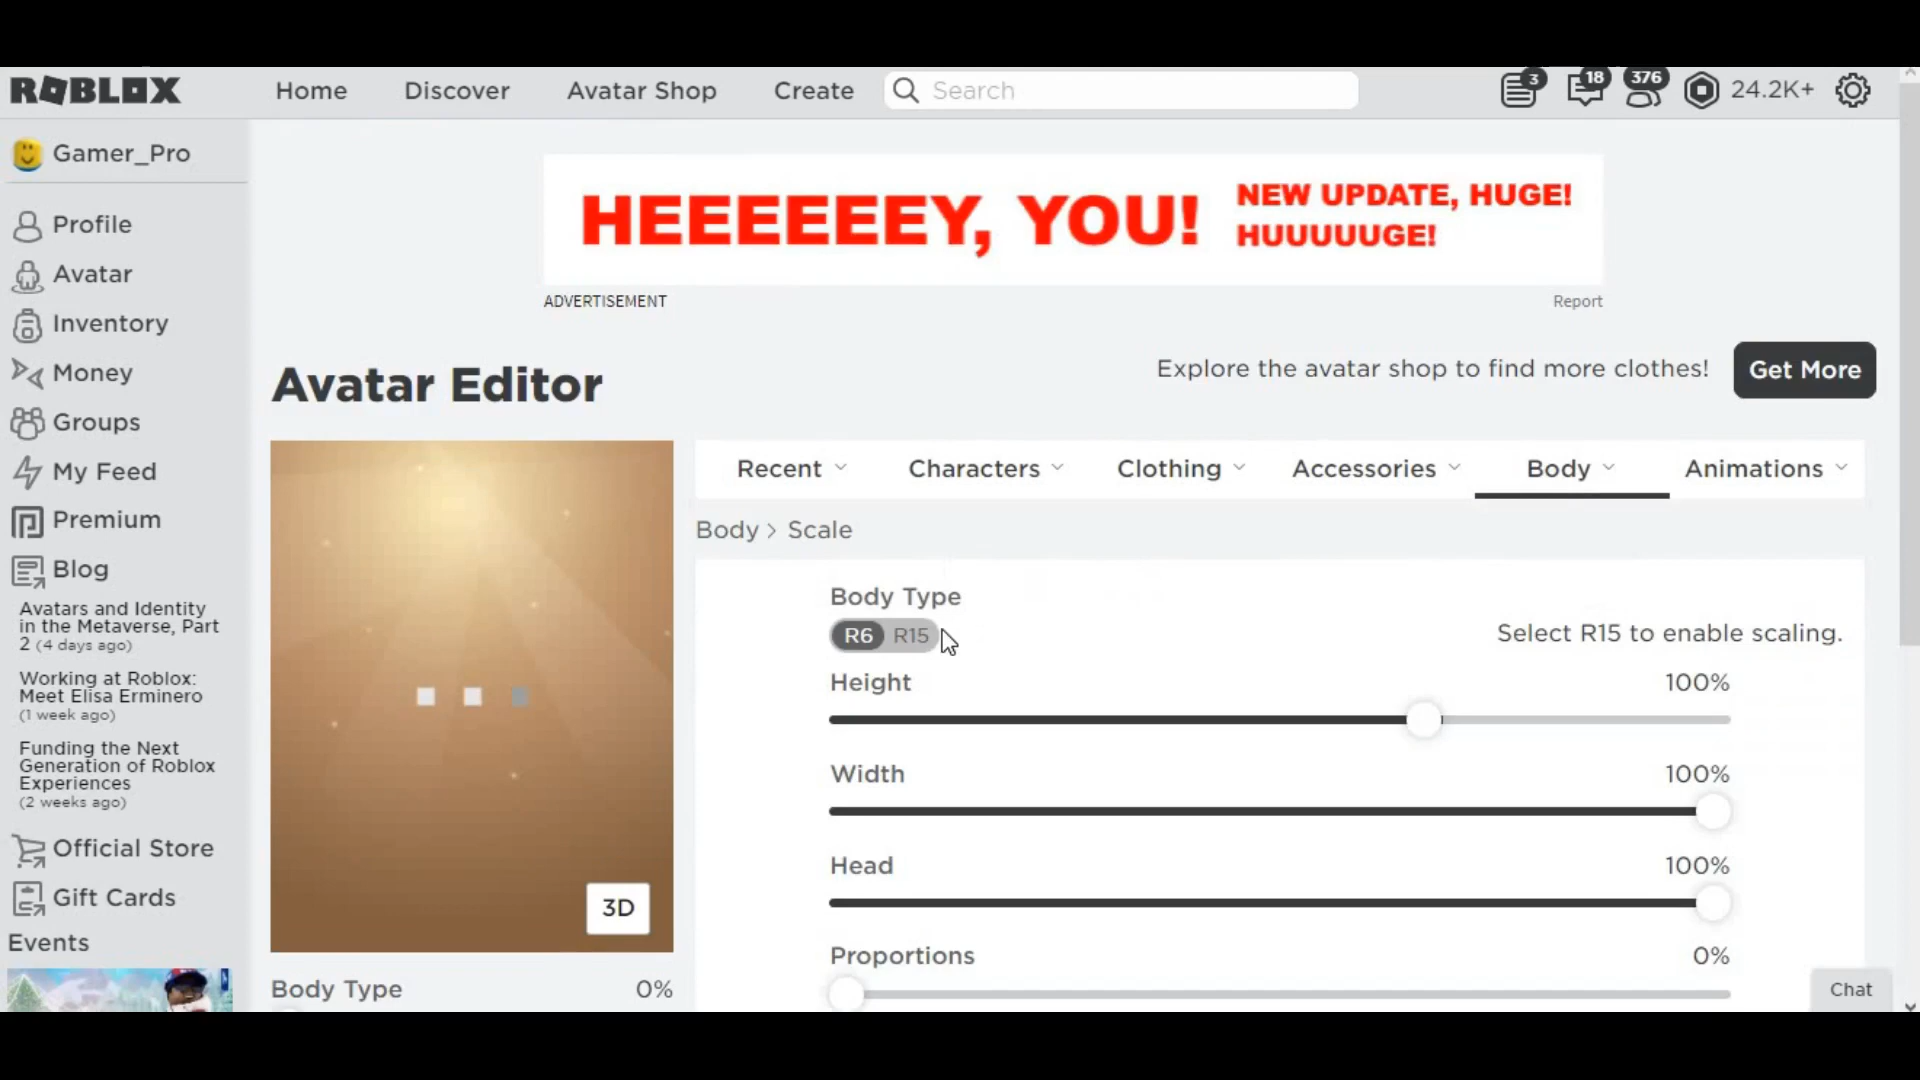 ROBLOX
Home
Discover
Avatar Shop
Create
Search
3
18
376
24.2K+
Gamer_Pro
Profile
Avatar
Inventory
Money
Groups
My Feed
Premium
Blog
Avatars and Identity
in the Metaverse, Part
2 (4 days ago)
Working at Roblox:
Meet Elisa Erminero
(1 week ago)
Funding the Next
Generation of Roblox
Experiences
(2 weeks ago)
Official Store
Gift Cards
Events
HEEEEEEY, YOU!
NEW UPDATE, HUGE!
HUUUUUGE!
ADVERTISEMENT
Report
Avatar Editor
Explore the avatar shop to find more clothes!
Get More
3D
Body Type 0%
Recent
Characters
Clothing
Accessories
Body
Animations
Body > Scale
Body Type
R6 R15
Select R15 to enable scaling.
Height 100%
Width 100%
Head 100%
Proportions 0%
Chat